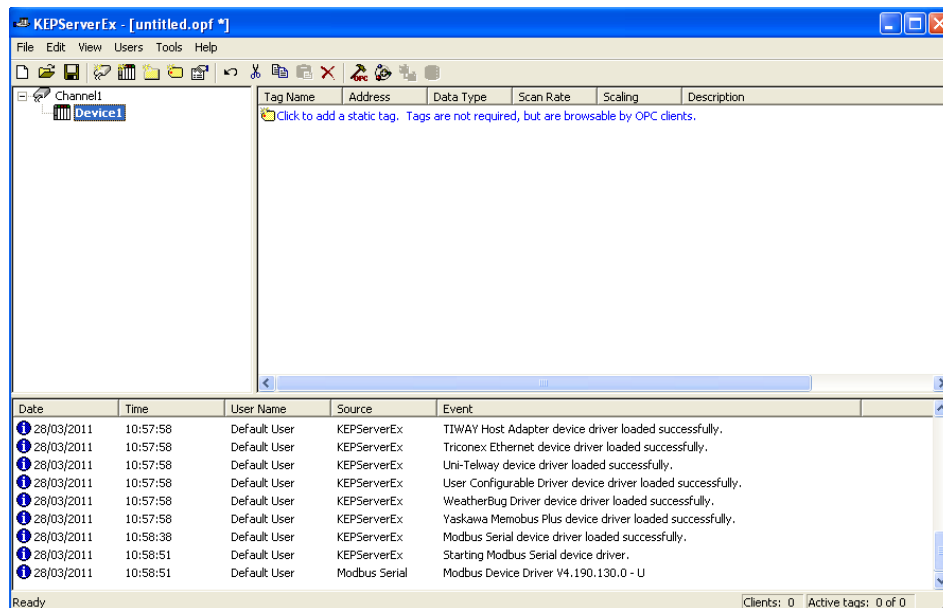 KEPServerEx - [untitled.opf *]
File Edit View Users Tools Help
OPC
Channel1
Device1
Tag Name Address Data Type Scan Rate Scaling Description
Click to add a static tag. Tags are not required, but are browsable by OPC clients.
Date Time User Name Source Event
28/03/2011 10:57:58 Default User KEPServerEx TIWAY Host Adapter device driver loaded successfully.
28/03/2011 10:57:58 Default User KEPServerEx Triconex Ethernet device driver loaded successfully.
28/03/2011 10:57:58 Default User KEPServerEx Uni-Telway device driver loaded successfully.
28/03/2011 10:57:58 Default User KEPServerEx User Configurable Driver device driver loaded successfully.
28/03/2011 10:57:58 Default User KEPServerEx WeatherBug Driver device driver loaded successfully.
28/03/2011 10:57:58 Default User KEPServerEx Yaskawa Memobus Plus device driver loaded successfully.
28/03/2011 10:58:38 Default User KEPServerEx Modbus Serial device driver loaded successfully.
28/03/2011 10:58:51 Default User KEPServerEx Starting Modbus Serial device driver.
28/03/2011 10:58:51 Default User Modbus Serial Modbus Device Driver V4.190.130.0 - U
Ready Clients: 0 Active tags: 0 of 0